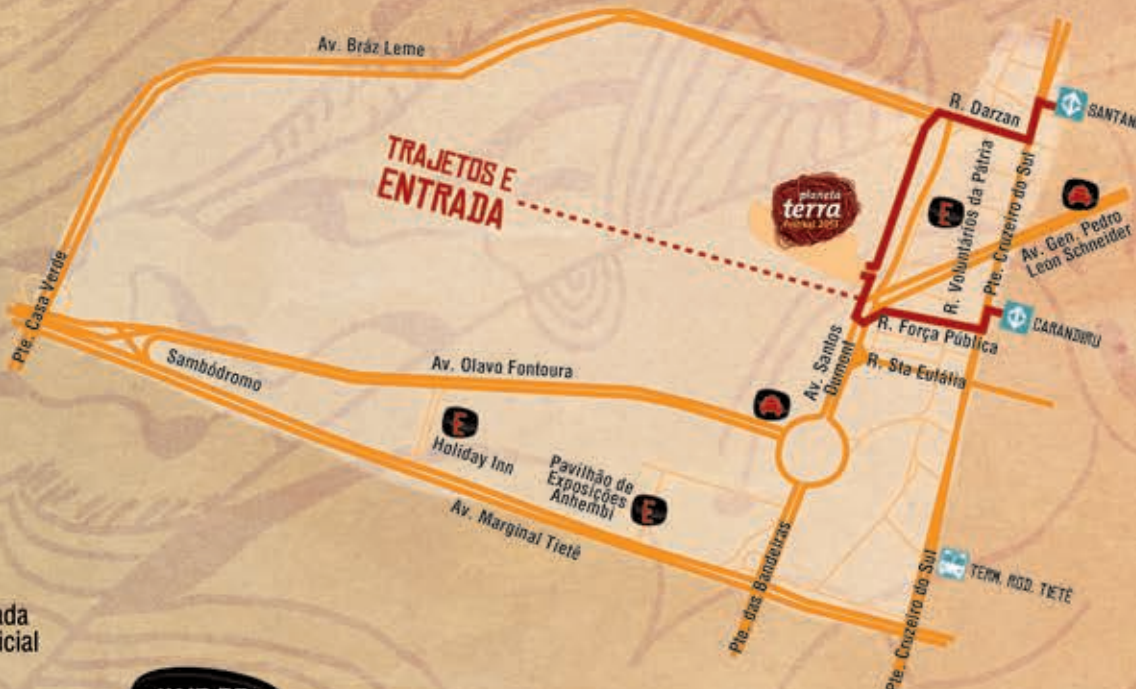 Av. Bráz Leme
R. Darzan
SANTAN
TRAJETOS E
ENTRADA
planeta
terra
R. Voluntários da Pátria
Pte. Cruzeiro do Sul
E
Av. Gen. Pedro
Leon Schneider
Pte. Casa Verde
R. Força Pública
CARANDIRU
Av. Santos
Dumont
R. Sta Eulália
Sambódromo
Av. Olavo Fontoura
E
Holiday Inn
Pavilhão de
Exposições
Anhembi
E
Av. Marginal Tietê
Pte. das Bandeiras
Pte. Cruzeiro do Sul
TERM. ROD. TIETÊ
ada
icial